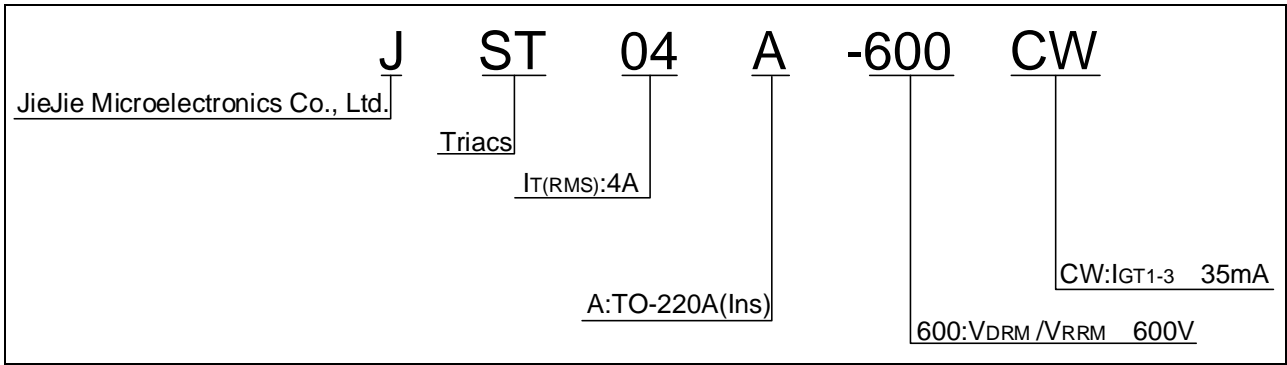 J ST 04 A -600 CW
JieJie Microelectronics Co., Ltd.
Triacs
IT(RMS):4A
CW:IGT1-3 35mA
A:TO-220A(Ins)
600:VDRM /VRRM 600V